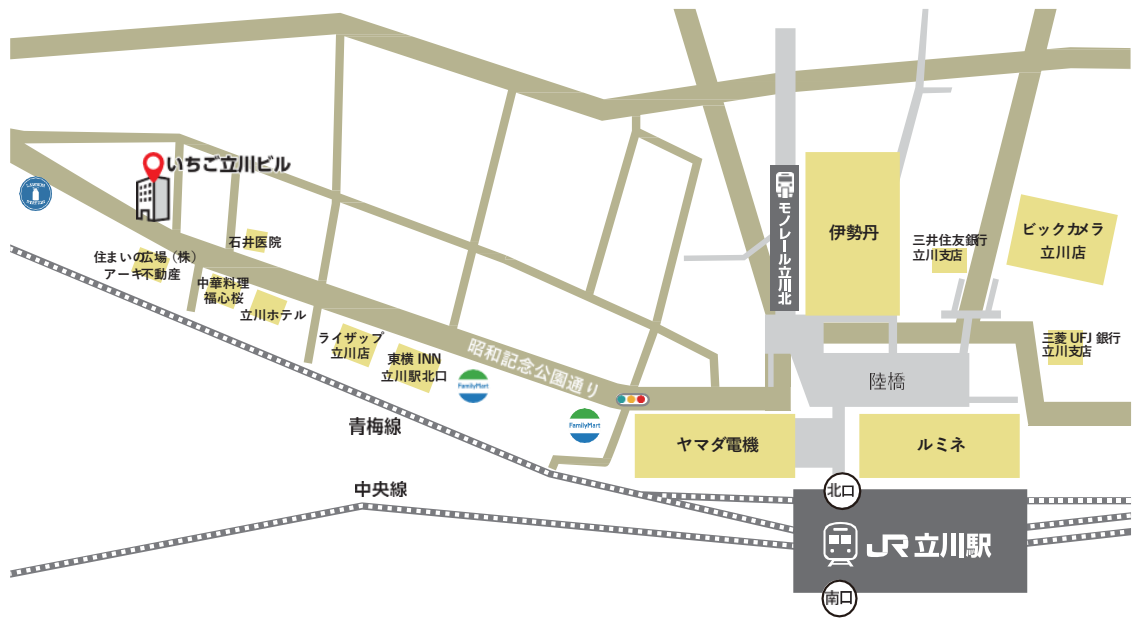 いちご立川ビル
LAWSON
石井医院
住まいの広場（株）
アーキ不動産
中華料理
福心桜
立川ホテル
ライザップ
立川店
東横 INN
立川駅北口
FamilyMart
FamilyMart
昭和記念公園通り
青梅線
中央線
モノレール立川北
伊勢丹
三井住友銀行
立川支店
ビックカメラ
立川店
三菱 UFJ 銀行
立川支店
陸橋
ヤマダ電機
ルミネ
北口
JR 立川駅
南口